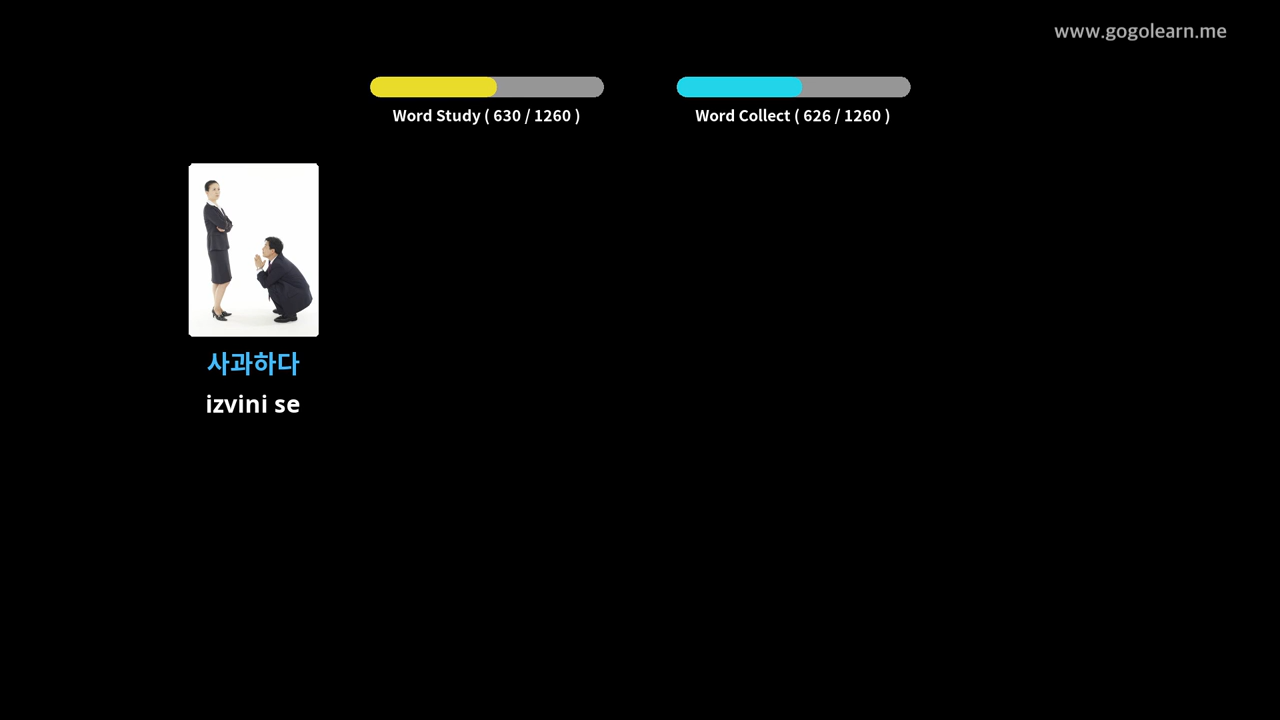 www.gogolearn.me
Word Study ( 630 / 1260 )
Word Collect ( 626 / 1260 )
사과하다
izvini se